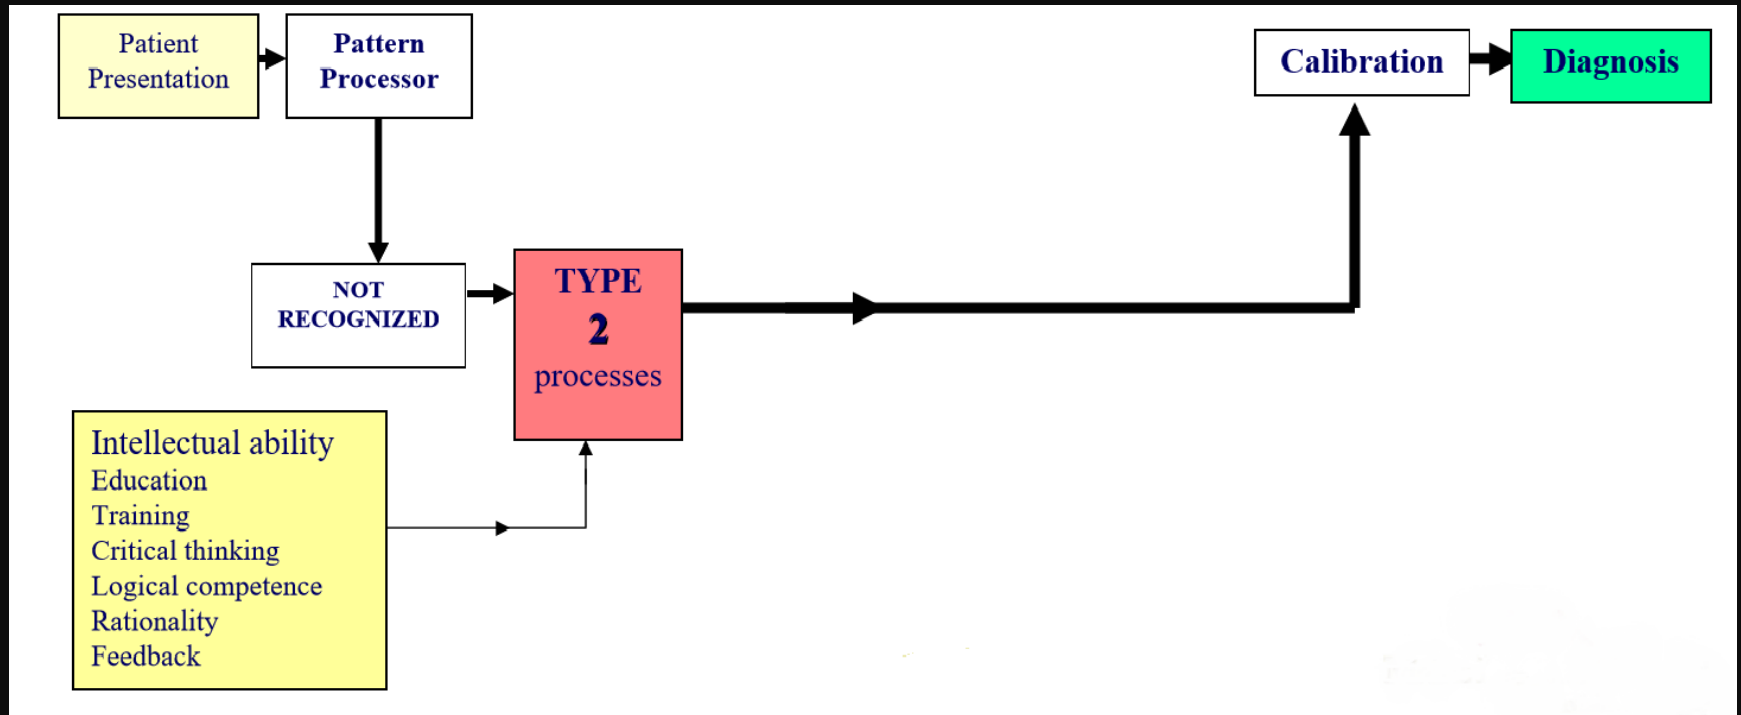 Patient
Presentation
Pattern
Processor
Calibration
Diagnosis
NOT
RECOGNIZED
TYPE
2
processes
Intellectual ability
Education
Training
Critical thinking
Logical competence
Rationality
Feedback